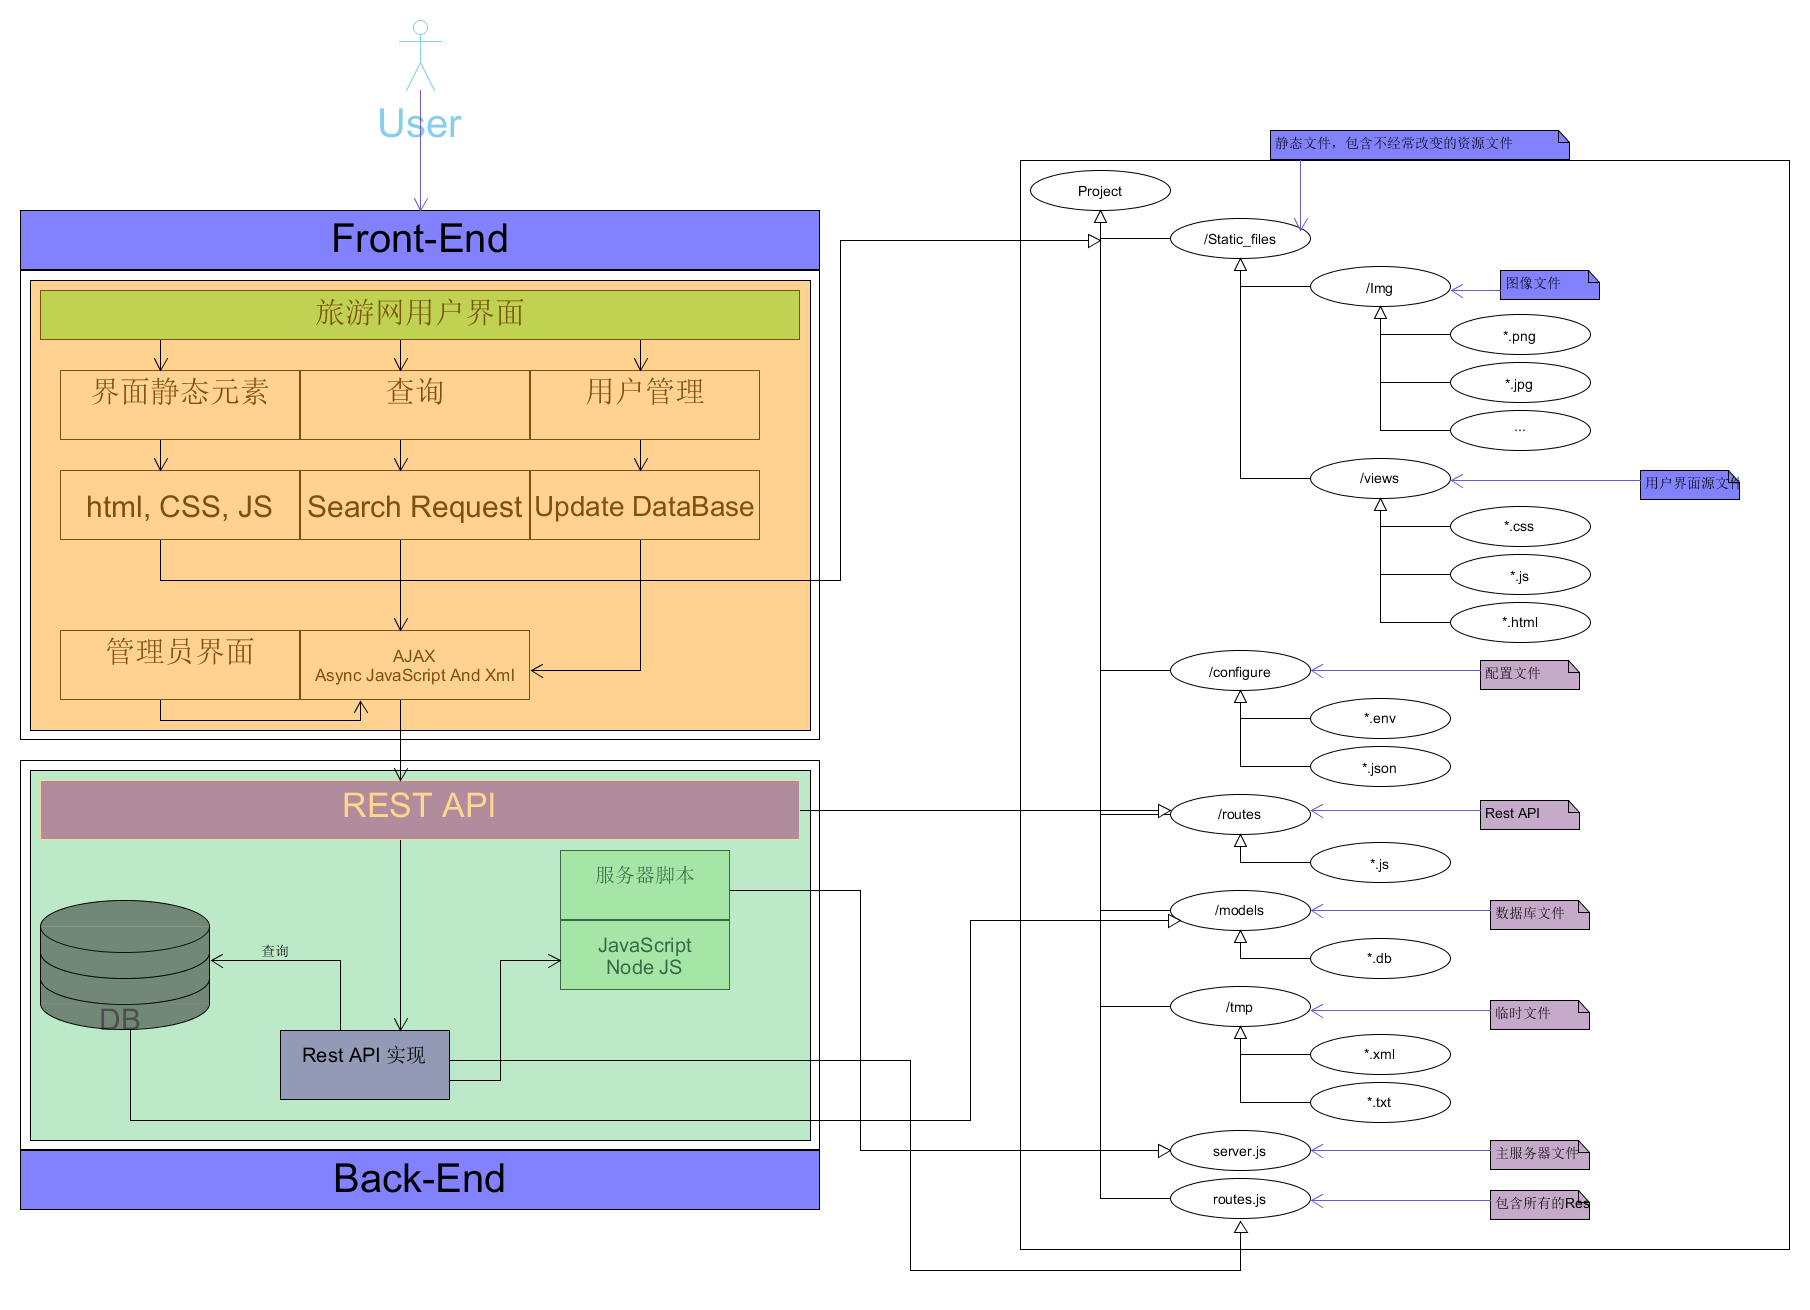 User
Front-End
旅游网用户界面
界面静态元素
查询
用户管理
html, CSS, JS
Search Request
Update DataBase
管理员界面
AJAX
Async JavaScript And Xml
REST API
服务器脚本
JavaScript
Node JS
查询
DB
Rest API 实现
Back-End
静态文件，包含不经常改变的资源文件
Project
/Static_files
/Img
图像文件
*.png
*.jpg
...
/views
用户界面源文件
*.css
*.js
*.html
/configure
配置文件
*.env
*.json
/routes
Rest API
*.js
/models
数据库文件
*.db
/tmp
临时文件
*.xml
*.txt
server.js
主服务器文件
routes.js
包含所有的Res